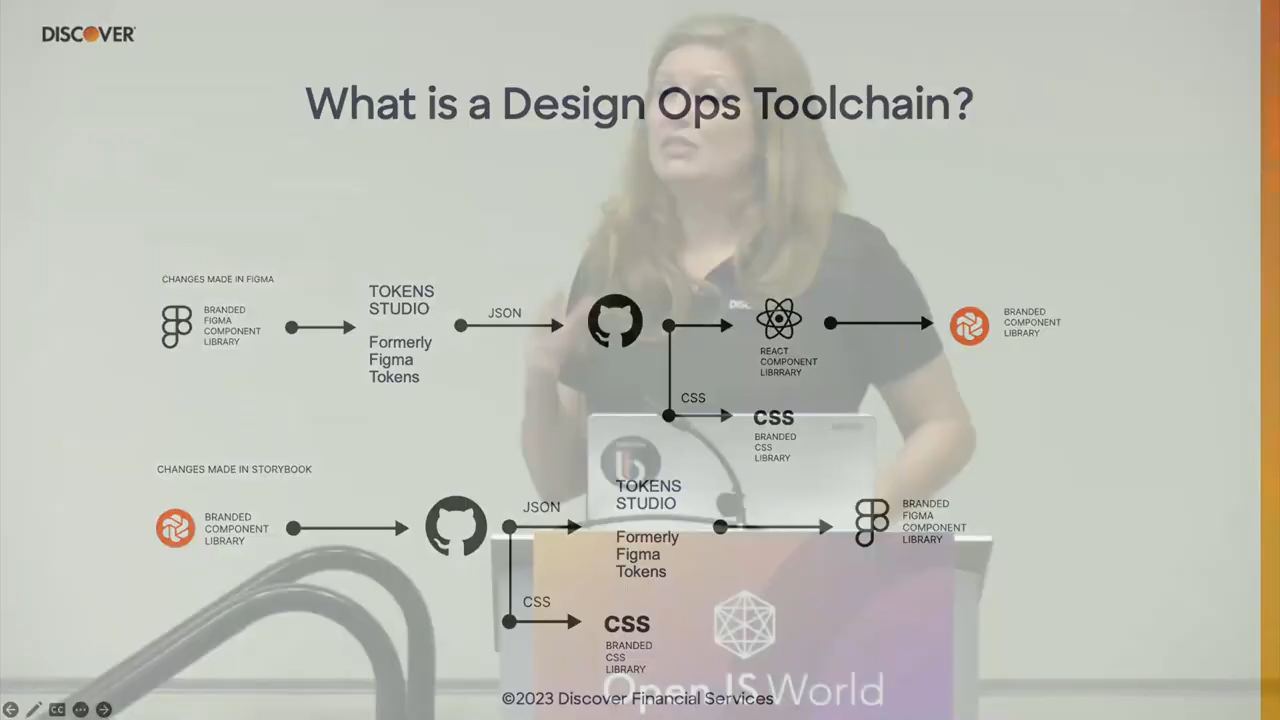 DISCOVER
What is a Design Ops Toolchain?
CHANGES MADE IN FIGMA
BRANDED
FIGMA
COMPONENT
LIBRARY
TOKENS
STUDIO
Formerly
Figma
Tokens
JSON
REACT
COMPONENT
LIBRRARY
CSS
CSS
BRANDED
CSS
LIBRARY
BRANDED
COMPONENT
LIBRARY
CHANGES MADE IN STORYBOOK
BRANDED
COMPONENT
LIBRARY
JSON
TOKENS
STUDIO
Formerly
Figma
Tokens
BRANDED
FIGMA
COMPONENT
LIBRARY
CSS
CSS
BRANDED
CSS
LIBRARY
OpenJS World
©2023 Discover Financial Services
CC